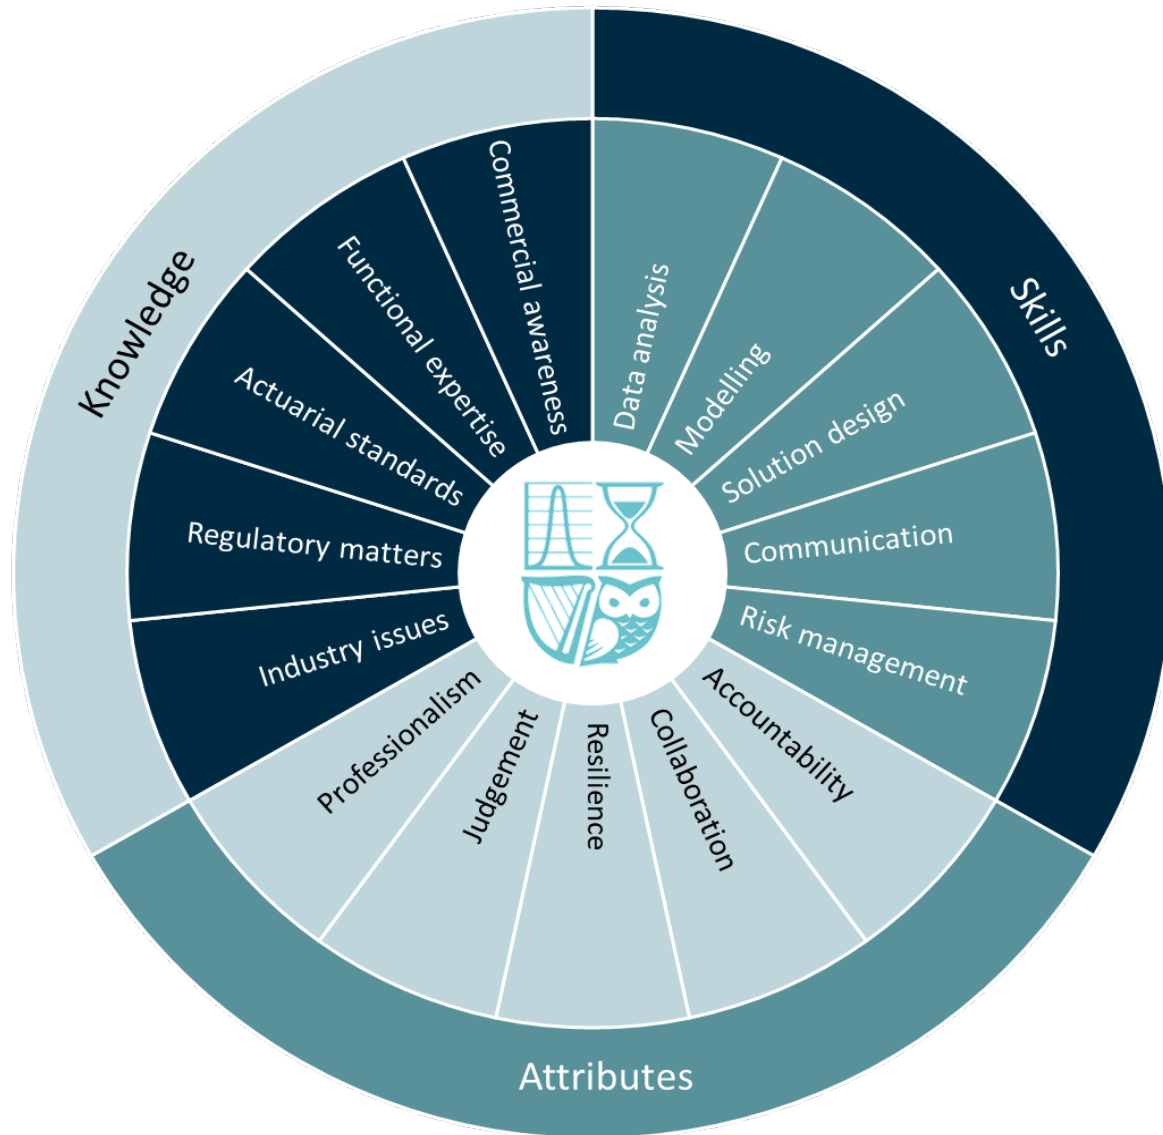 Knowledge
Commercial awareness
Functional expertise
Actuarial standards
Regulatory matters
Industry issues
Skills
Data analysis
Modelling
Solution design
Communication
Risk management
Attributes
Accountability
Collaboration
Resilience
Judgement
Professionalism